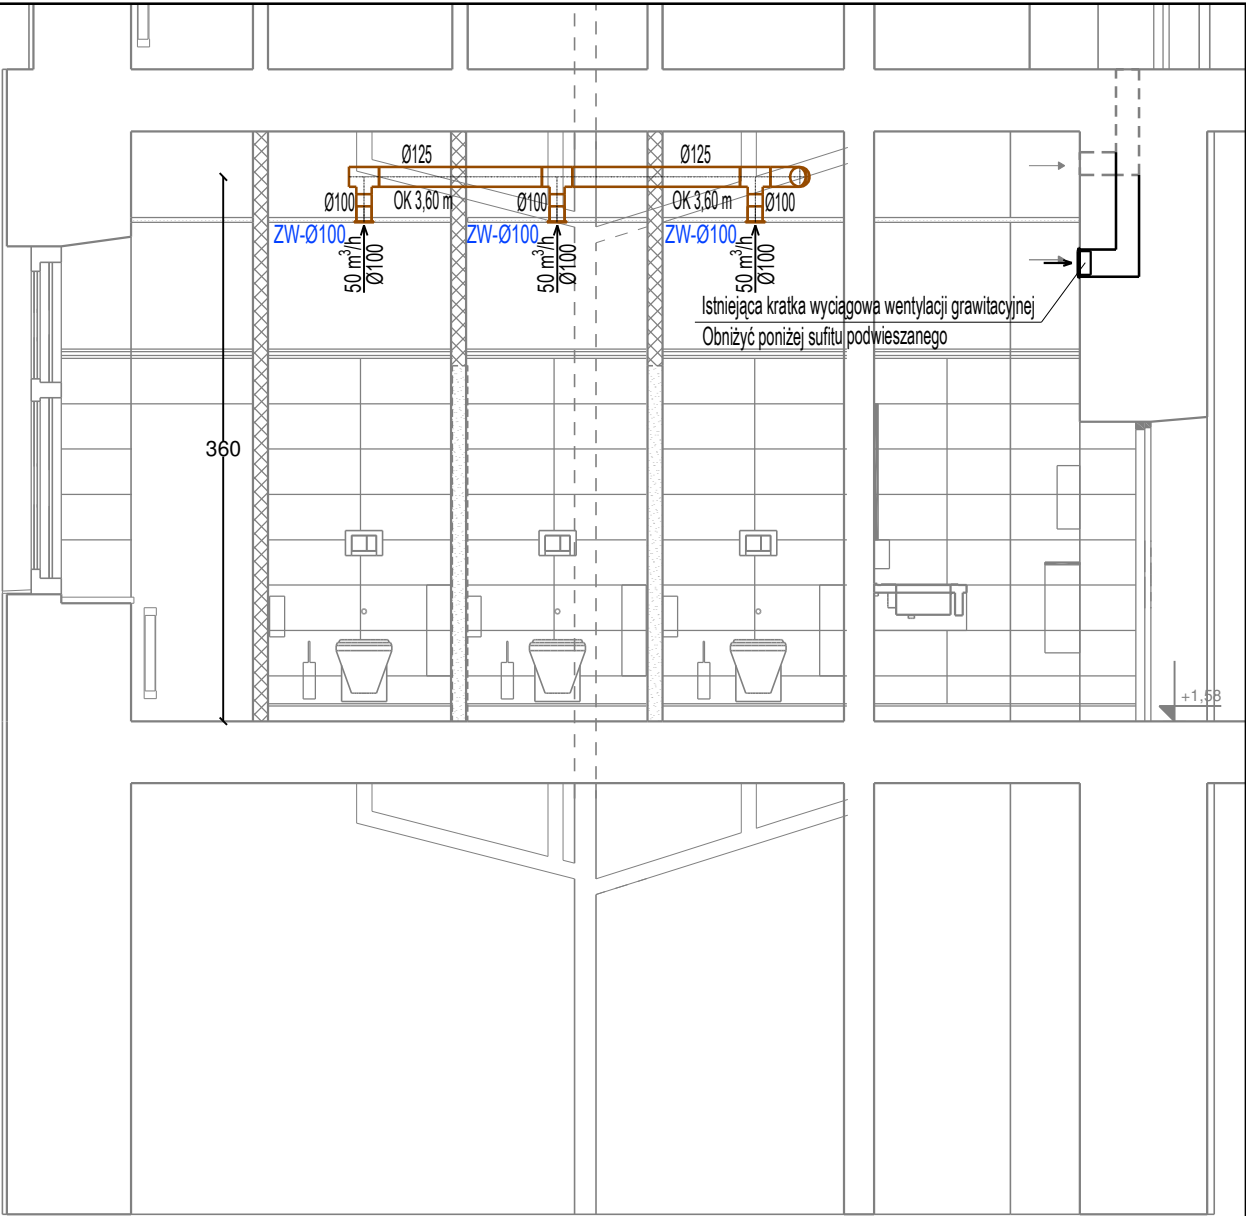 Ø125
Ø125
Ø100
OK 3,60 m
Ø100
OK 3,60 m
Ø100
ZW-Ø100
ZW-Ø100
ZW-Ø100
50 m³/h
Ø100
50 m³/h
Ø100
50 m³/h
Ø100
Istniejąca kratka wyciągowa wentylacji grawitacyjnej
Obniżyć poniżej sufitu podwieszanego
360
+1,58